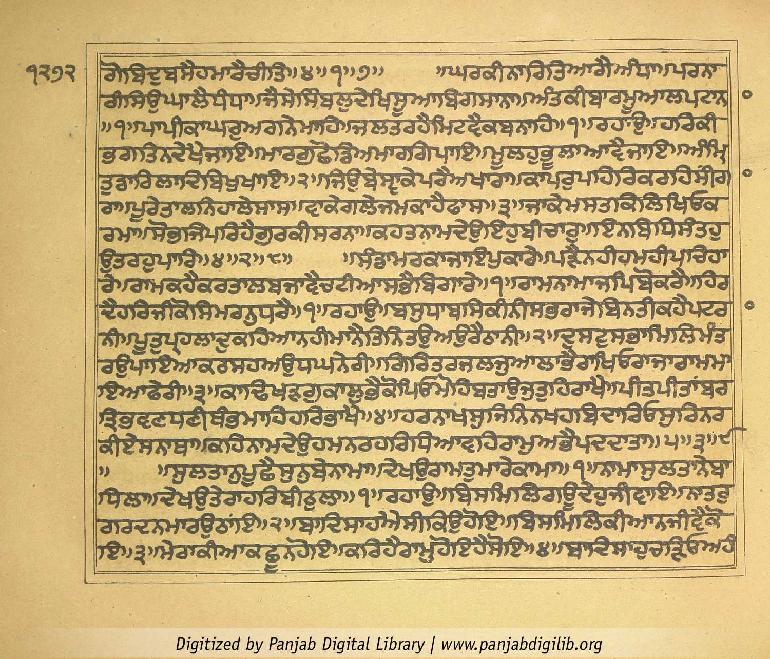 ੧੨੭੨
ਗੋਬਿਦੁਬਸੈਹਮਾਰੈਚੀਤਿ॥੪॥੧॥੭॥ ॥ਘਰਕੀਨਾਰਿਤਿਆਗੈਅੰਧਾ॥ਪਰਨਾ
ਰੀਸਿਉਘਾਲੈਧੰਧਾ॥ਜੈਸੇਸਿੰਬਲੁਦੇਖਿਸੂਆਬਿਗਸਾਨਾ॥ਅੰਤਕੀਬਾਰਮੂਆਲਪਟਾਨ
॥੧॥ਪਾਪੀਕਾਘਰੁਅਗਨੇਮਾਹਿ॥ਜਲਤਰਹੈਮਿਟਵੈਕਬਨਾਹਿ॥੧॥ਰਹਾਉ॥ਹਰਿਕੀ
ਭਗਤਿਨਦੇਖੈਜਾਇ॥ਮਾਰਗੁਛੋਡਿਅਮਾਰਗਿਪਾਇ॥ਮੂਲਹੁਭੂਲਾਆਵੈਜਾਇ॥ਅੰਮ੍ਰਿ
ਤੁਡਾਰਿਲਾਦਿਬਿਖੁਖਾਇ॥੨॥ਜਿਉਬੇਸ੍ਵਾਕੇਪਰੈਅਖਾਰਾ॥ਕਾਪਰੁਪਹਿਰਿਕਰਹਿਸੀਗਾ
ਰਾ॥ਪੂਰੇਤਾਲਨਿਹਾਲੇਸਾਸ॥ਵਾਕੇਗਲੇਜਮਕਾਹੈਫਾਸ॥੩॥ਜਾਕੇਮਸਤਕਿਲਿਖਿਓਕ
ਰਮਾ॥ਸੋਭਜਿਪਰਿਹੈਗੁਰਕੀਸਰਨਾ॥ਕਹਤਨਾਮਦੇਉਇਹੁਬੀਚਾਰੁ॥ਇਨਬਿਧਿਸੰਤਹੁ
ਉਤਰਹੁਪਾਰਿ॥੪॥੨॥੮॥ ॥ਸੰਡਾਮਰਕਾਜਾਇਪੁਕਾਰੇ॥ਪੜੈਨਹੀਹਮਹੀਪਚਿਹਾ
ਰੇ॥ਰਾਮਕਹੈਕਰਤਾਲਬਜਾਵੈਚਟੀਆਸਭੈਬਿਗਾਰੇ॥੧॥ਰਾਮਨਾਮਾਜਪਿਬੋਕਰੈ॥ਹਿਰ
ਦੈਹਰਿਜੀਕੋਸਿਮਰਨੁਧਰੈ॥੧॥ਰਹਾਉ॥ਬਸੁਧਾਬਸਿਕੀਨੀਸਭਰਾਜੇਬਿਨਤੀਕਹੈਪਟਰਾ
ਨੀ॥ਪੂਤੁਪ੍ਰਹਲਾਦੁਕਹਿਆਨਹੀਮਾਨੈਤਿਨਿਤਉਅਉਰੈਠਾਨੀ॥੨॥ਦੁਸਟਸਭਾਮਿਲਿਮੰਤ
ਰਉਪਾਇਆਕਰਸਹਅਉਧਘਨੇਰੀ॥ਗਿਰਿਤਰਜਲਜੁਆਲਾਭੈਰਾਖਿਓਰਾਜਾਰਾਮਮਾ
ਇਆਫੇਰੀ॥੩॥ਕਾਢਿਖੜਗੁਕਾਲੁਭੈਕੋਪਿਓਮੋਹਿਬਤਾਉਜੁਤੁਹਿਰਾਖੈ॥ਪੀਤਪੀਤਾਂਬਰ
ਤ੍ਰਿਭਵਣਧਣੀਥੰਭਮਾਹਿਹਰਿਭਾਖੈ॥੪॥ਹਰਨਾਖਸੁਜਿਨਿਨਖਹਬਿਦਾਰਿਓਸੁਰਿਨਰ
ਕੀਏਸਨਾਥਾ॥ਕਹਿਨਾਮਦੇਉਹਮਨਰਹਰਿਧਿਆਵਹਿਰਾਮੁਅਭੈਪਦਦਾਤਾ॥੫॥੩॥੯
॥ ॥ਸੁਲਤਾਨੁਪੂਛੈਸੁਨੁਬੇਨਾਮਾ॥ਦੇਖਉਰਾਮਤੁਮਾਰੇਕਾਮਾ॥੧॥ਨਾਮਾਸੁਲਤਾਨੇਬਾ
ਧਿਲਾ॥ਦੇਖਉਤੇਰਾਹਰਿਬੀਠੁਲਾ॥੧॥ਰਹਾਉ॥ਬਿਸਮਿਲਿਗਊਦੇਹੁਜੀਵਾਇ॥ਨਾਤਰੁ
ਗਰਦਨਮਾਰਉਠਾਂਇ॥੨॥ਬਾਦਿਸਾਹਐਸੀਕਿਉਹੋਇ॥ਬਿਸਮਿਲਿਕੀਆਨਜੀਵੈਕੋ
ਇ॥੩॥ਮੇਰਾਕੀਆਕਛੂਨਹੋਇ॥ਕਰਿਹੈਰਾਮੁਹੋਇਹੈਸੋਇ॥੪॥ਬਾਦਿਸਾਹੁਚੜ੍ਹਿਓਅਹੰ
Digitized by Panjab Digital Library | www.panjabdigilib.org